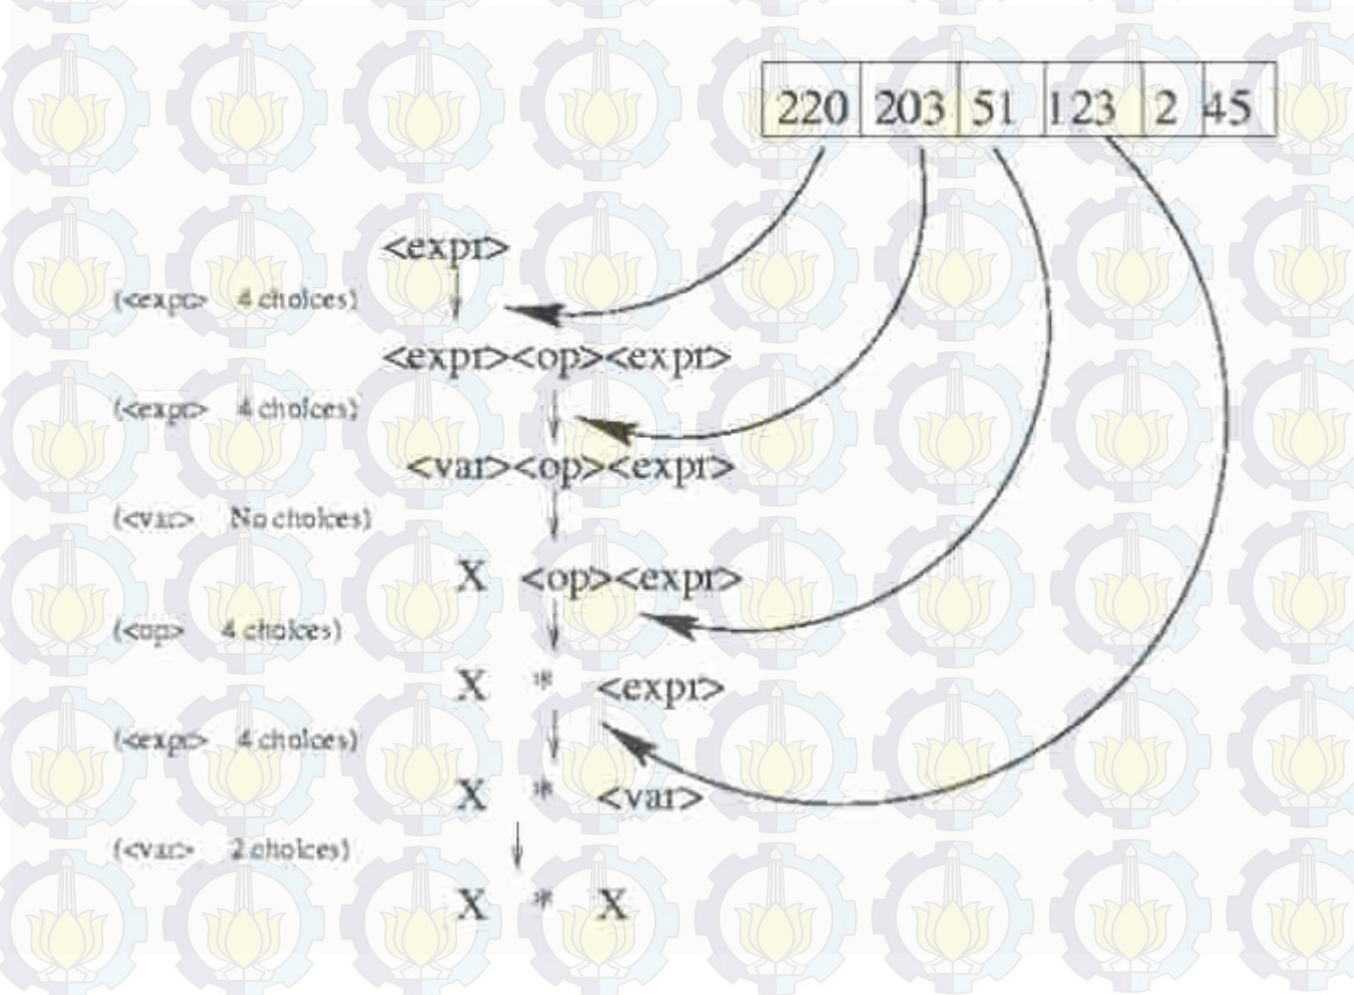 220 203 51 123 2 45
<expr>
(<expr> 4 choices)
<expr><op><expr>
(<expr> 4 choices)
<var><op><expr>
(<var> No choices)
X <op><expr>
(<op> 4 choices)
X * <expr>
(<expr> 4 choices)
X * <var>
(<var> 2 choices)
X * X